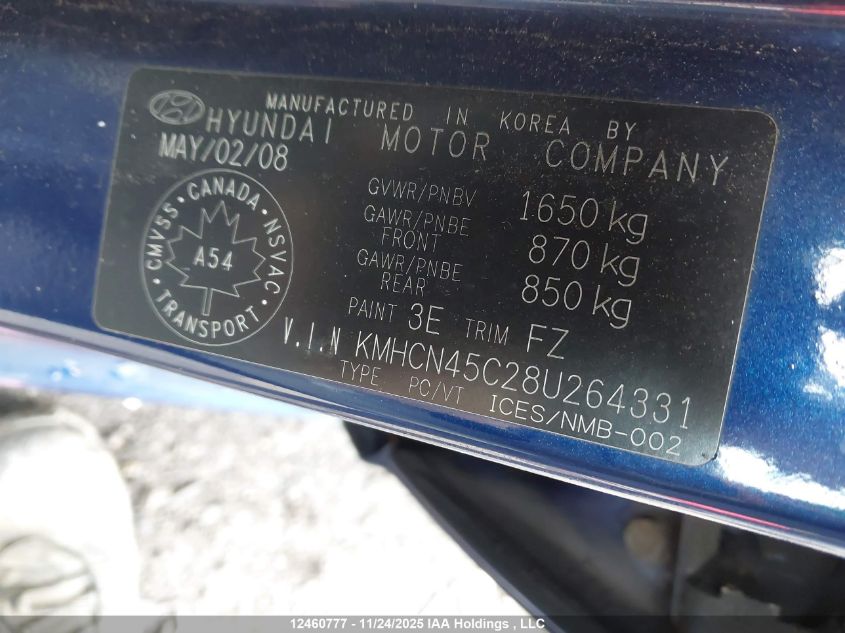 MANUFACTURED IN KOREA BY
HYUNDAI MOTOR COMPANY
MAY/02/08
GVWR/PNBV 1650 kg
GAWR/PNBE FRONT 870 kg
GAWR/PNBE REAR 850 kg
CANADA · NSVAC · TRANSPORT · CMVSS ·
A54
PAINT 3E TRIM FZ
V.I.N KMHCN45C28U264331
TYPE PC/VT ICES/NMB-002
12460777 - 11/24/2025 IAA Holdings , LLC